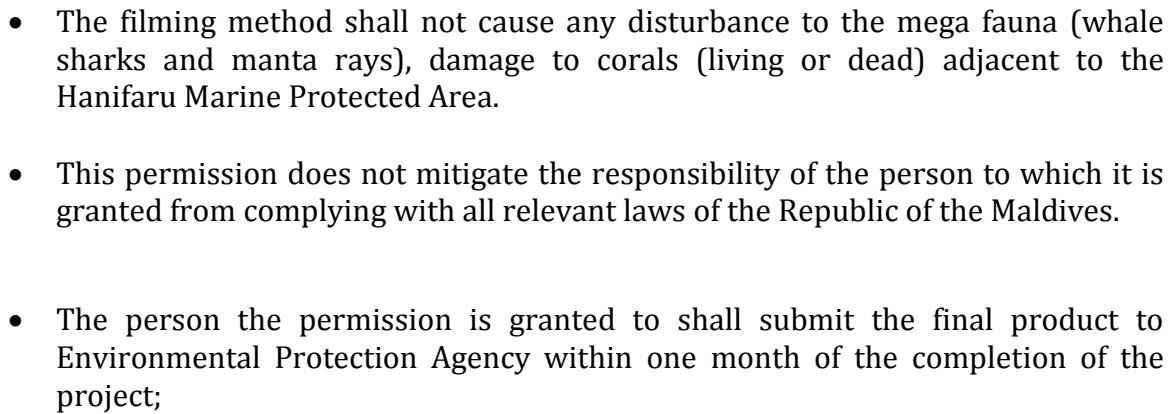 • The filming method shall not cause any disturbance to the mega fauna (whale
sharks and manta rays), damage to corals (living or dead) adjacent to the
Hanifaru Marine Protected Area.
• This permission does not mitigate the responsibility of the person to which it is
granted from complying with all relevant laws of the Republic of the Maldives.
• The person the permission is granted to shall submit the final product to
Environmental Protection Agency within one month of the completion of the
project;